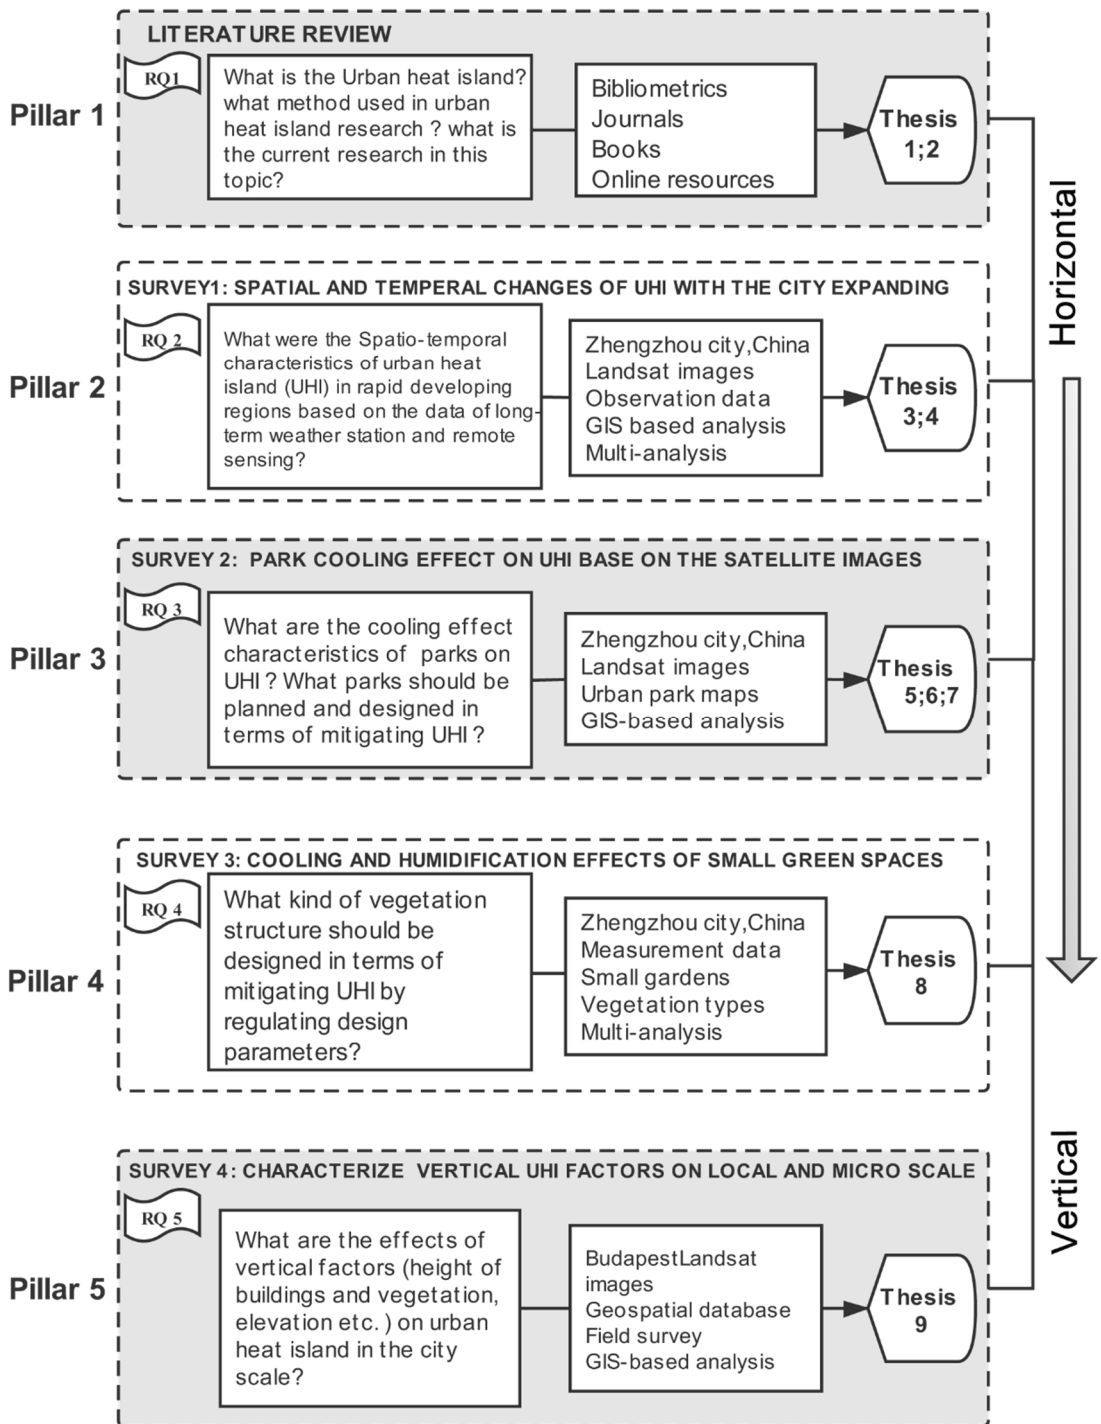 LITERATURE REVIEW
Pillar 1
RQ1
What is the Urban heat island?
what method used in urban
heat island research ? what is
the current research in this
topic?
Bibliometrics
Journals
Books
Online resources
Thesis
1;2
Horizontal
SURVEY1: SPATIAL AND TEMPERAL CHANGES OF UHI WITH THE CITY EXPANDING
Pillar 2
RQ 2
What were the Spatio-temporal
characteristics of urban heat
island (UHI) in rapid developing
regions based on the data of long-
term weather station and remote
sensing?
Zhengzhou city,China
Landsat images
Observation data
GIS based analysis
Multi-analysis
Thesis
3;4
SURVEY 2: PARK COOLING EFFECT ON UHI BASE ON THE SATELLITE IMAGES
Pillar 3
RQ 3
What are the cooling effect
characteristics of parks on
UHI ? What parks should be
planned and designed in
terms of mitigating UHI ?
Zhengzhou city,China
Landsat images
Urban park maps
GIS-based analysis
Thesis
5;6;7
SURVEY 3: COOLING AND HUMIDIFICATION EFFECTS OF SMALL GREEN SPACES
Pillar 4
RQ 4
What kind of vegetation
structure should be
designed in terms of
mitigating UHI by
regulating design
parameters?
Zhengzhou city,China
Measurement data
Small gardens
Vegetation types
Multi-analysis
Thesis
8
Vertical
SURVEY 4: CHARACTERIZE VERTICAL UHI FACTORS ON LOCAL AND MICRO SCALE
Pillar 5
RQ 5
What are the effects of
vertical factors (height of
buildings and vegetation,
elevation etc. ) on urban
heat island in the city
scale?
BudapestLandsat
images
Geospatial database
Field survey
GIS-based analysis
Thesis
9